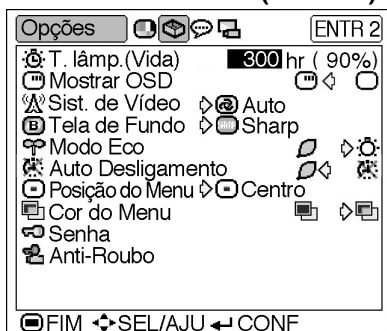 Opções ENTR 2
T. lâmp.(Vida) 300 hr ( 90%)
Mostrar OSD
Sist. de Vídeo Auto
B Tela de Fundo Sharp
Modo Eco
Auto Desligamento
Posição do Menu Centro
Cor do Menu
Senha
Anti-Roubo
FIM SEL/AJU CONF